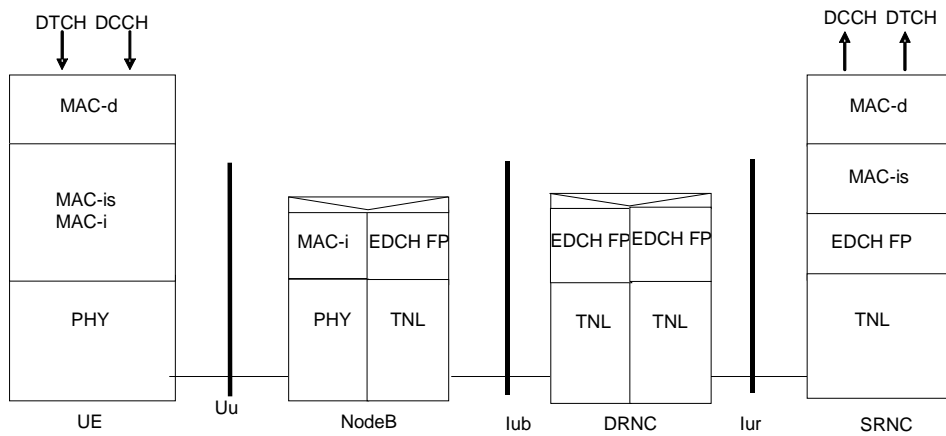 DTCH DCCH
DCCH DTCH
MAC-d
MAC-d
MAC-is
MAC-i
MAC-is
MAC-i
EDCH FP
EDCH FP
EDCH FP
EDCH FP
PHY
PHY
TNL
TNL
TNL
TNL
UE
Uu
NodeB
Iub
DRNC
Iur
SRNC